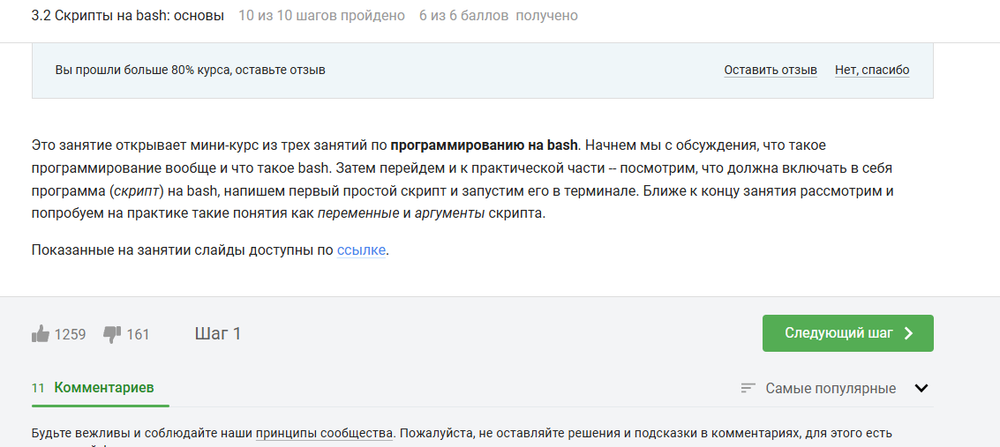 3.2 Скрипты на bash: основы 10 из 10 шагов пройдено 6 из 6 баллов получено
Вы прошли больше 80% курса, оставьте отзыв Оставить отзыв Нет, спасибо
Это занятие открывает мини-курс из трех занятий по программированию на bash. Начнем мы с обсуждения, что такое
программирование вообще и что такое bash. Затем перейдем и к практической части -- посмотрим, что должна включать в себя
программа (скрипт) на bash, напишем первый простой скрипт и запустим его в терминале. Ближе к концу занятия рассмотрим и
попробуем на практике такие понятия как переменные и аргументы скрипта.
Показанные на занятии слайды доступны по ссылке.
1259 161 Шаг 1 Следующий шаг
11 Комментариев Самые популярные
Будьте вежливы и соблюдайте наши принципы сообщества. Пожалуйста, не оставляйте решения и подсказки в комментариях, для этого есть